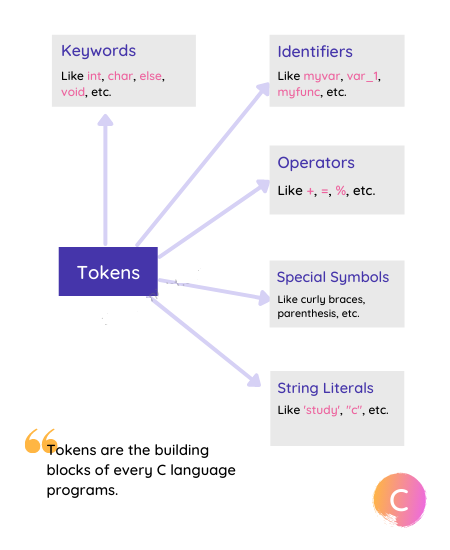 Keywords
Like int, char, else,
void, etc.
Identifiers
Like myvar, var_1,
myfunc, etc.
Operators
Like +, =, %, etc.
Tokens
Special Symbols
Like curly braces,
parenthesis, etc.
String Literals
Like 'study', "c", etc.
“Tokens are the building
blocks of every C language
programs.
C